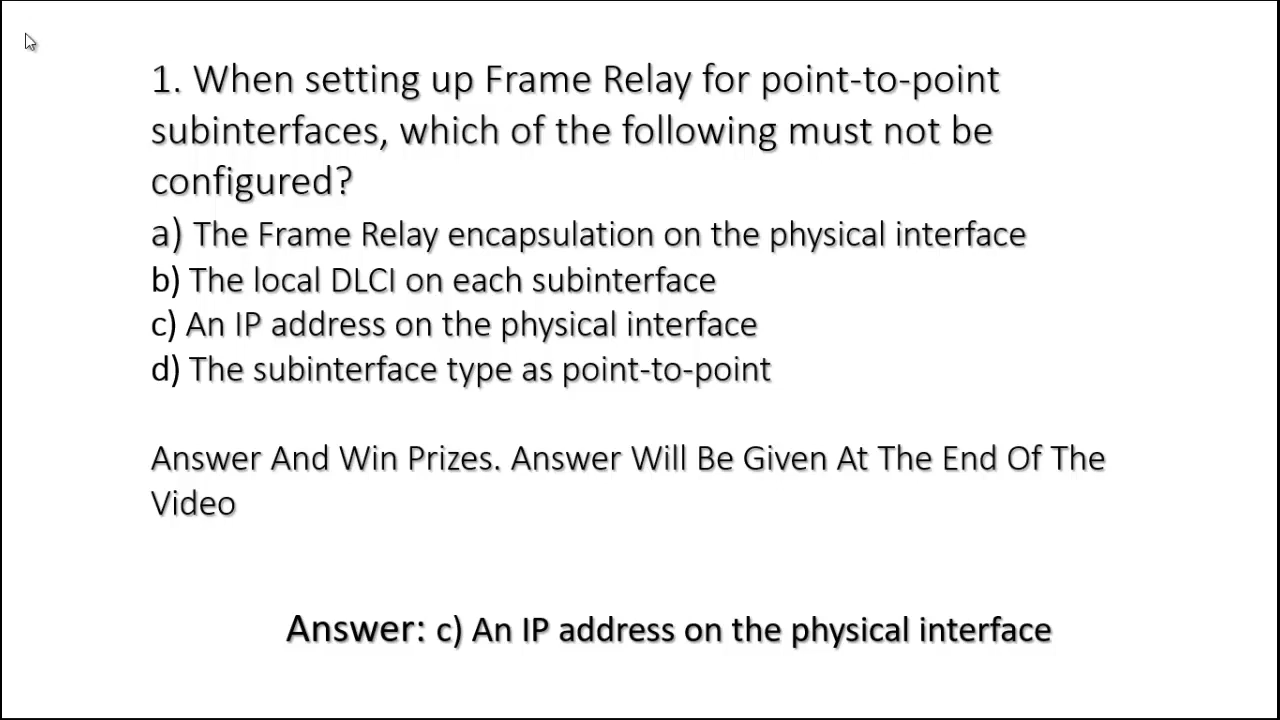 1. When setting up Frame Relay for point-to-point
subinterfaces, which of the following must not be
configured?
a) The Frame Relay encapsulation on the physical interface
b) The local DLCI on each subinterface
c) An IP address on the physical interface
d) The subinterface type as point-to-point
Answer And Win Prizes. Answer Will Be Given At The End Of The
Video
Answer: c) An IP address on the physical interface